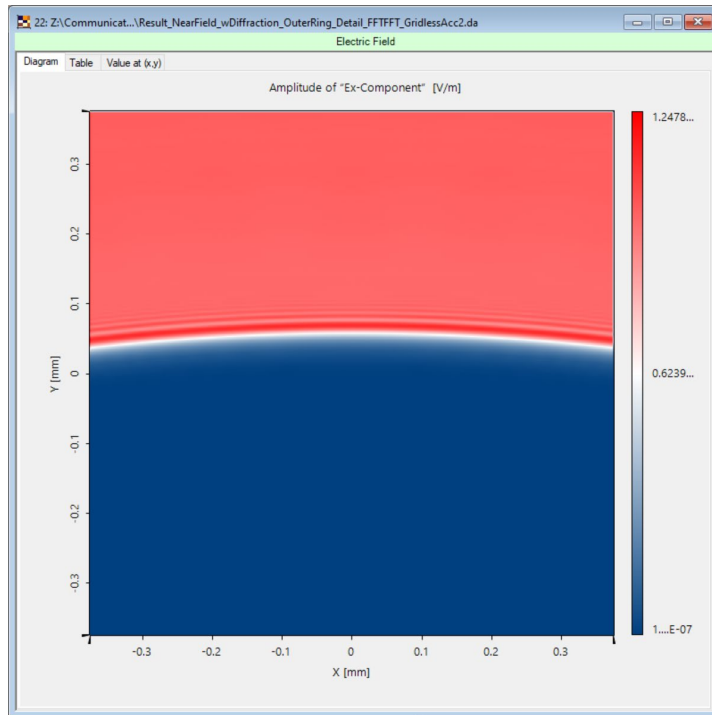 22: Z:\Communicat...\Result_NearField_wDiffraction_OuterRing_Detail_FFTFFT_GridlessAcc2.da
Electric Field
Diagram Table Value at (x,y)
Amplitude of "Ex-Component" [V/m]
1.2478...
0.3
0.2
0.1
0
-0.1
-0.2
-0.3
Y [mm]
0.6239...
1....E-07
-0.3 -0.2 -0.1 0 0.1 0.2 0.3
X [mm]